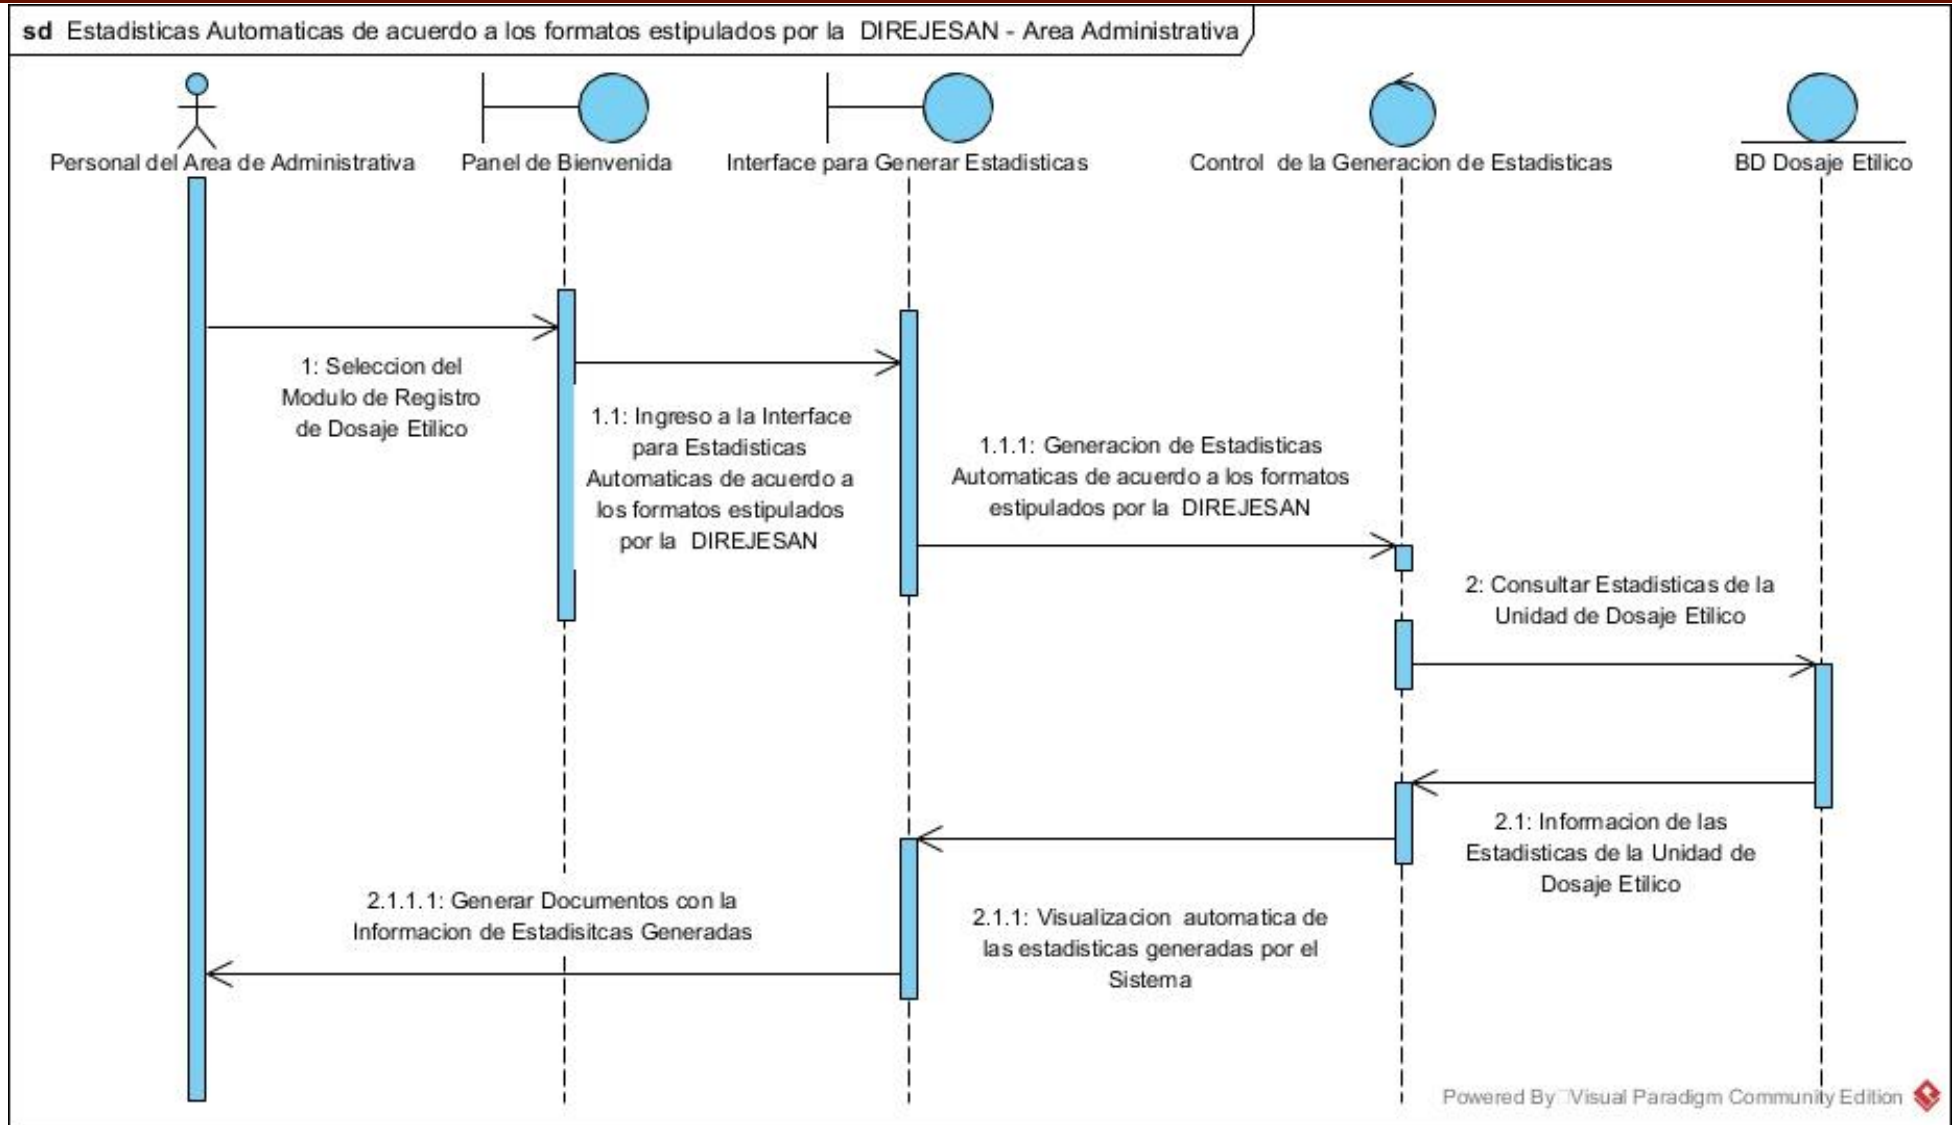 sd Estadisticas Automaticas de acuerdo a los formatos estipulados por la DIREJESAN - Area Administrativa
Personal del Area de Administrativa
Panel de Bienvenida
Interface para Generar Estadisticas
Control de la Generacion de Estadisticas
BD Dosaje Etilico
1: Seleccion del
Modulo de Registro
de Dosaje Etilico
1.1: Ingreso a la Interface
para Estadisticas
Automaticas de acuerdo a
los formatos estipulados
por la DIREJESAN
1.1.1: Generacion de Estadisticas
Automaticas de acuerdo a los formatos
estipulados por la DIREJESAN
2: Consultar Estadisticas de la
Unidad de Dosaje Etilico
2.1: Informacion de las
Estadisticas de la Unidad de
Dosaje Etilico
2.1.1: Visualizacion automatica de
las estadisticas generadas por el
Sistema
2.1.1.1: Generar Documentos con la
Informacion de Estadisitcas Generadas
Powered By Visual Paradigm Community Edition